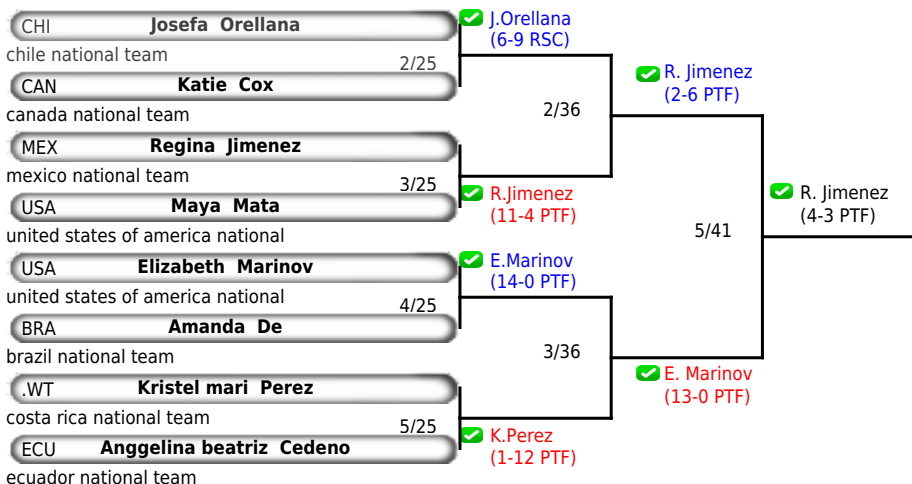 CHI Josefa Orellana
chile national team
2/25
CAN Katie Cox
canada national team
MEX Regina Jimenez
mexico national team
3/25
USA Maya Mata
united states of america national
USA Elizabeth Marinov
united states of america national
4/25
BRA Amanda De
brazil national team
.WT Kristel mari Perez
costa rica national team
5/25
ECU Anggelina beatriz Cedeno
ecuador national team
J.Orellana
(6-9 RSC)
2/36
R.Jimenez
(11-4 PTF)
E.Marinov
(14-0 PTF)
3/36
K.Perez
(1-12 PTF)
R. Jimenez
(2-6 PTF)
5/41
E. Marinov
(13-0 PTF)
R. Jimenez
(4-3 PTF)